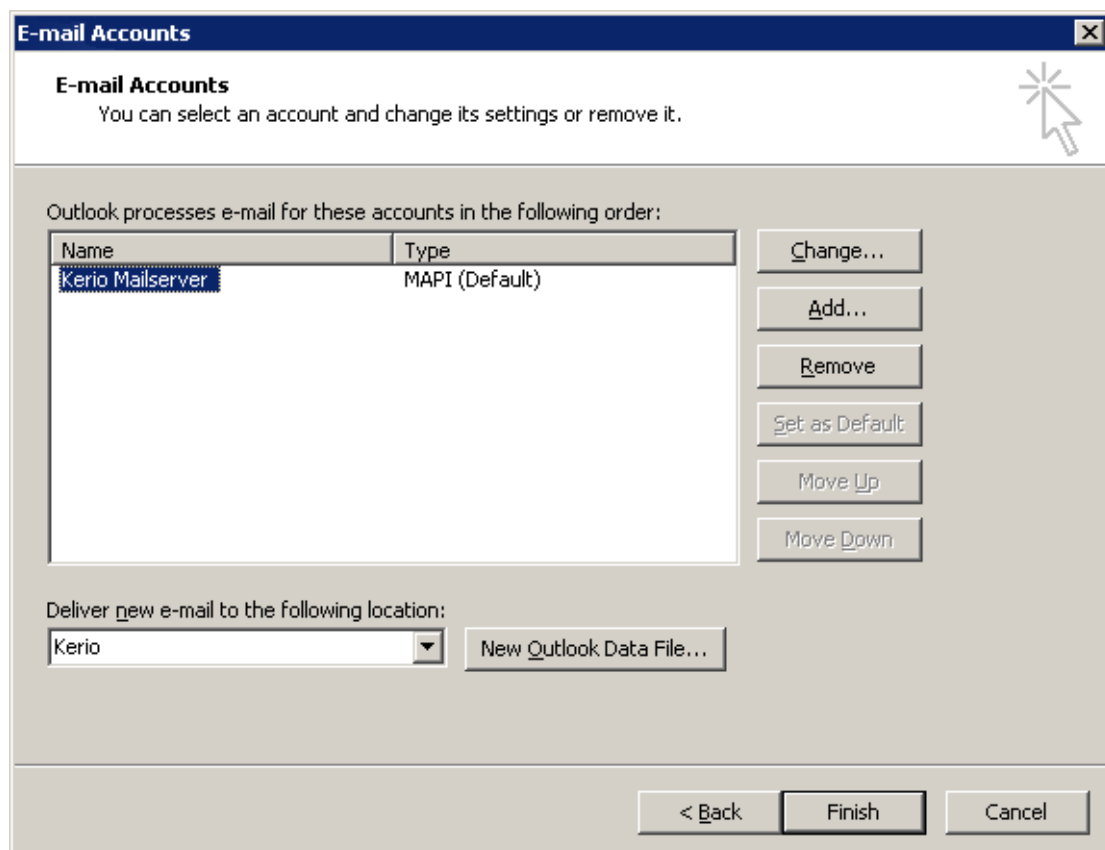 E-mail Accounts
E-mail Accounts
You can select an account and change its settings or remove it.
Outlook processes e-mail for these accounts in the following order:
Name Type
Kerio Mailserver MAPI (Default)
Change...
Add...
Remove
Set as Default
Move Up
Move Down
Deliver new e-mail to the following location:
Kerio New Outlook Data File...
< Back Finish Cancel